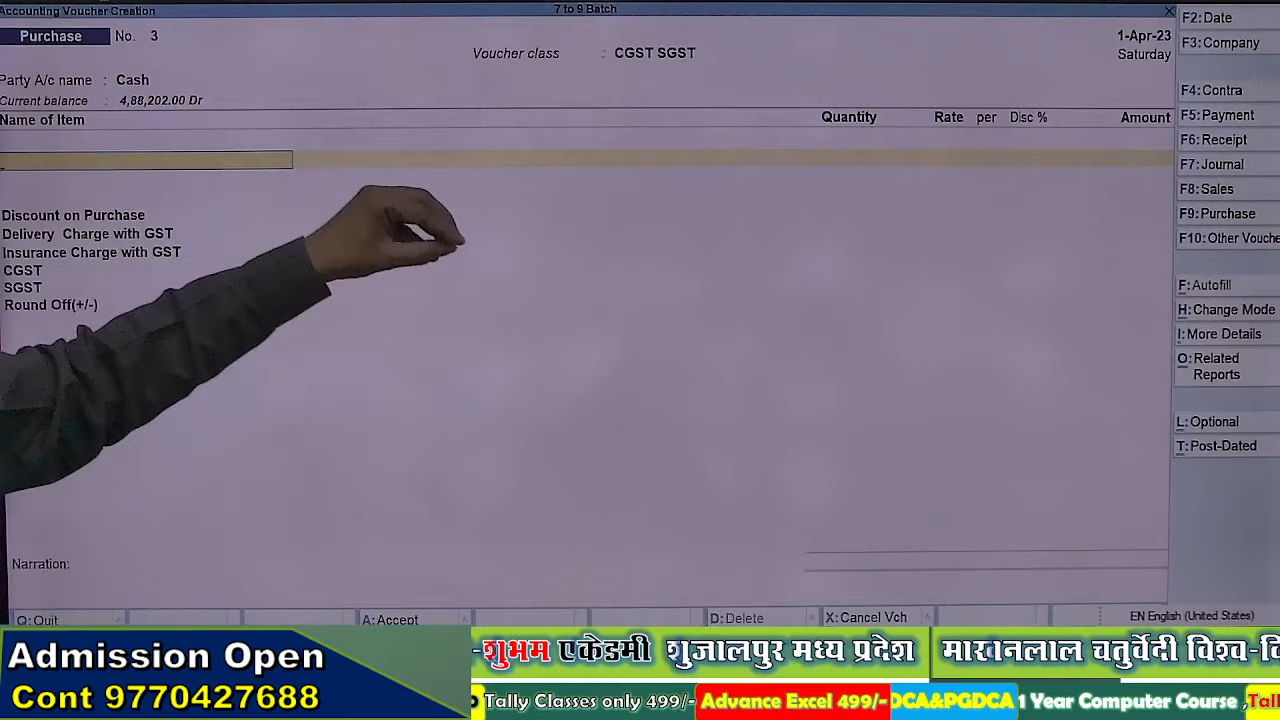 Accounting Voucher Creation 7 to 9 Batch ×
Purchase No. 3 1-Apr-23
Voucher class : CGST SGST Saturday
Party A/c name : Cash
Current balance : 4,88,202.00 Dr
Name of Item Quantity Rate per Disc % Amount
Discount on Purchase
Delivery Charge with GST
Insurance Charge with GST
CGST
SGST
Round Off(+/-)
Narration:
F2: Date
F3: Company
F4: Contra
F5: Payment
F6: Receipt
F7: Journal
F8: Sales
F9: Purchase
F10: Other Vouche
F: Autofill
H: Change Mode
I: More Details
O: Related
Reports
L: Optional
T: Post-Dated
Q: Quit A: Accept D: Delete X: Cancel Vch EN English (United States)
Admission Open
Cont 9770427688
-शुभम एकेडमी शुजालपुर मध्य प्रदेश माखनलाल चतुर्वेदी विश्व-वि
Tally Classes only 499/- Advance Excel 499/- DCA&PGDCA 1 Year Computer Course , Tal